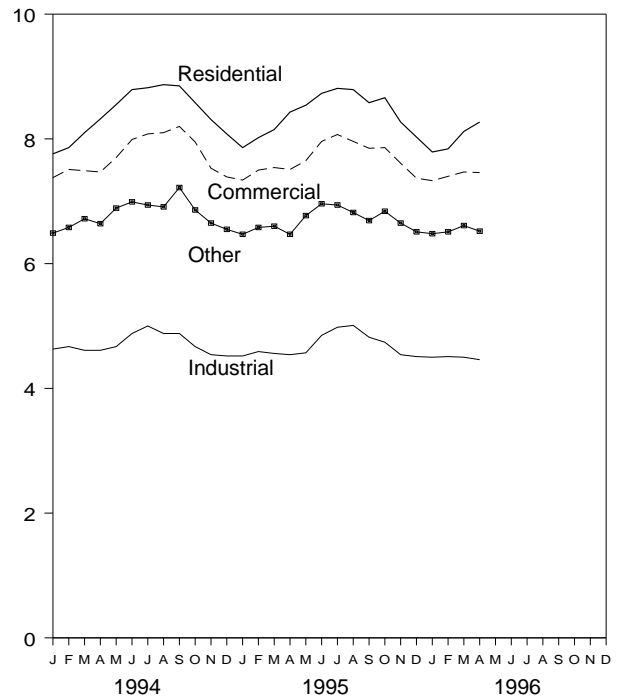 10
Residential
8
Commercial
Other
6
Industrial
4
2
0
J F M A M J J A S O N D J F M A M J J A S O N D J F M A M J J A S O N D
1994 1995 1996